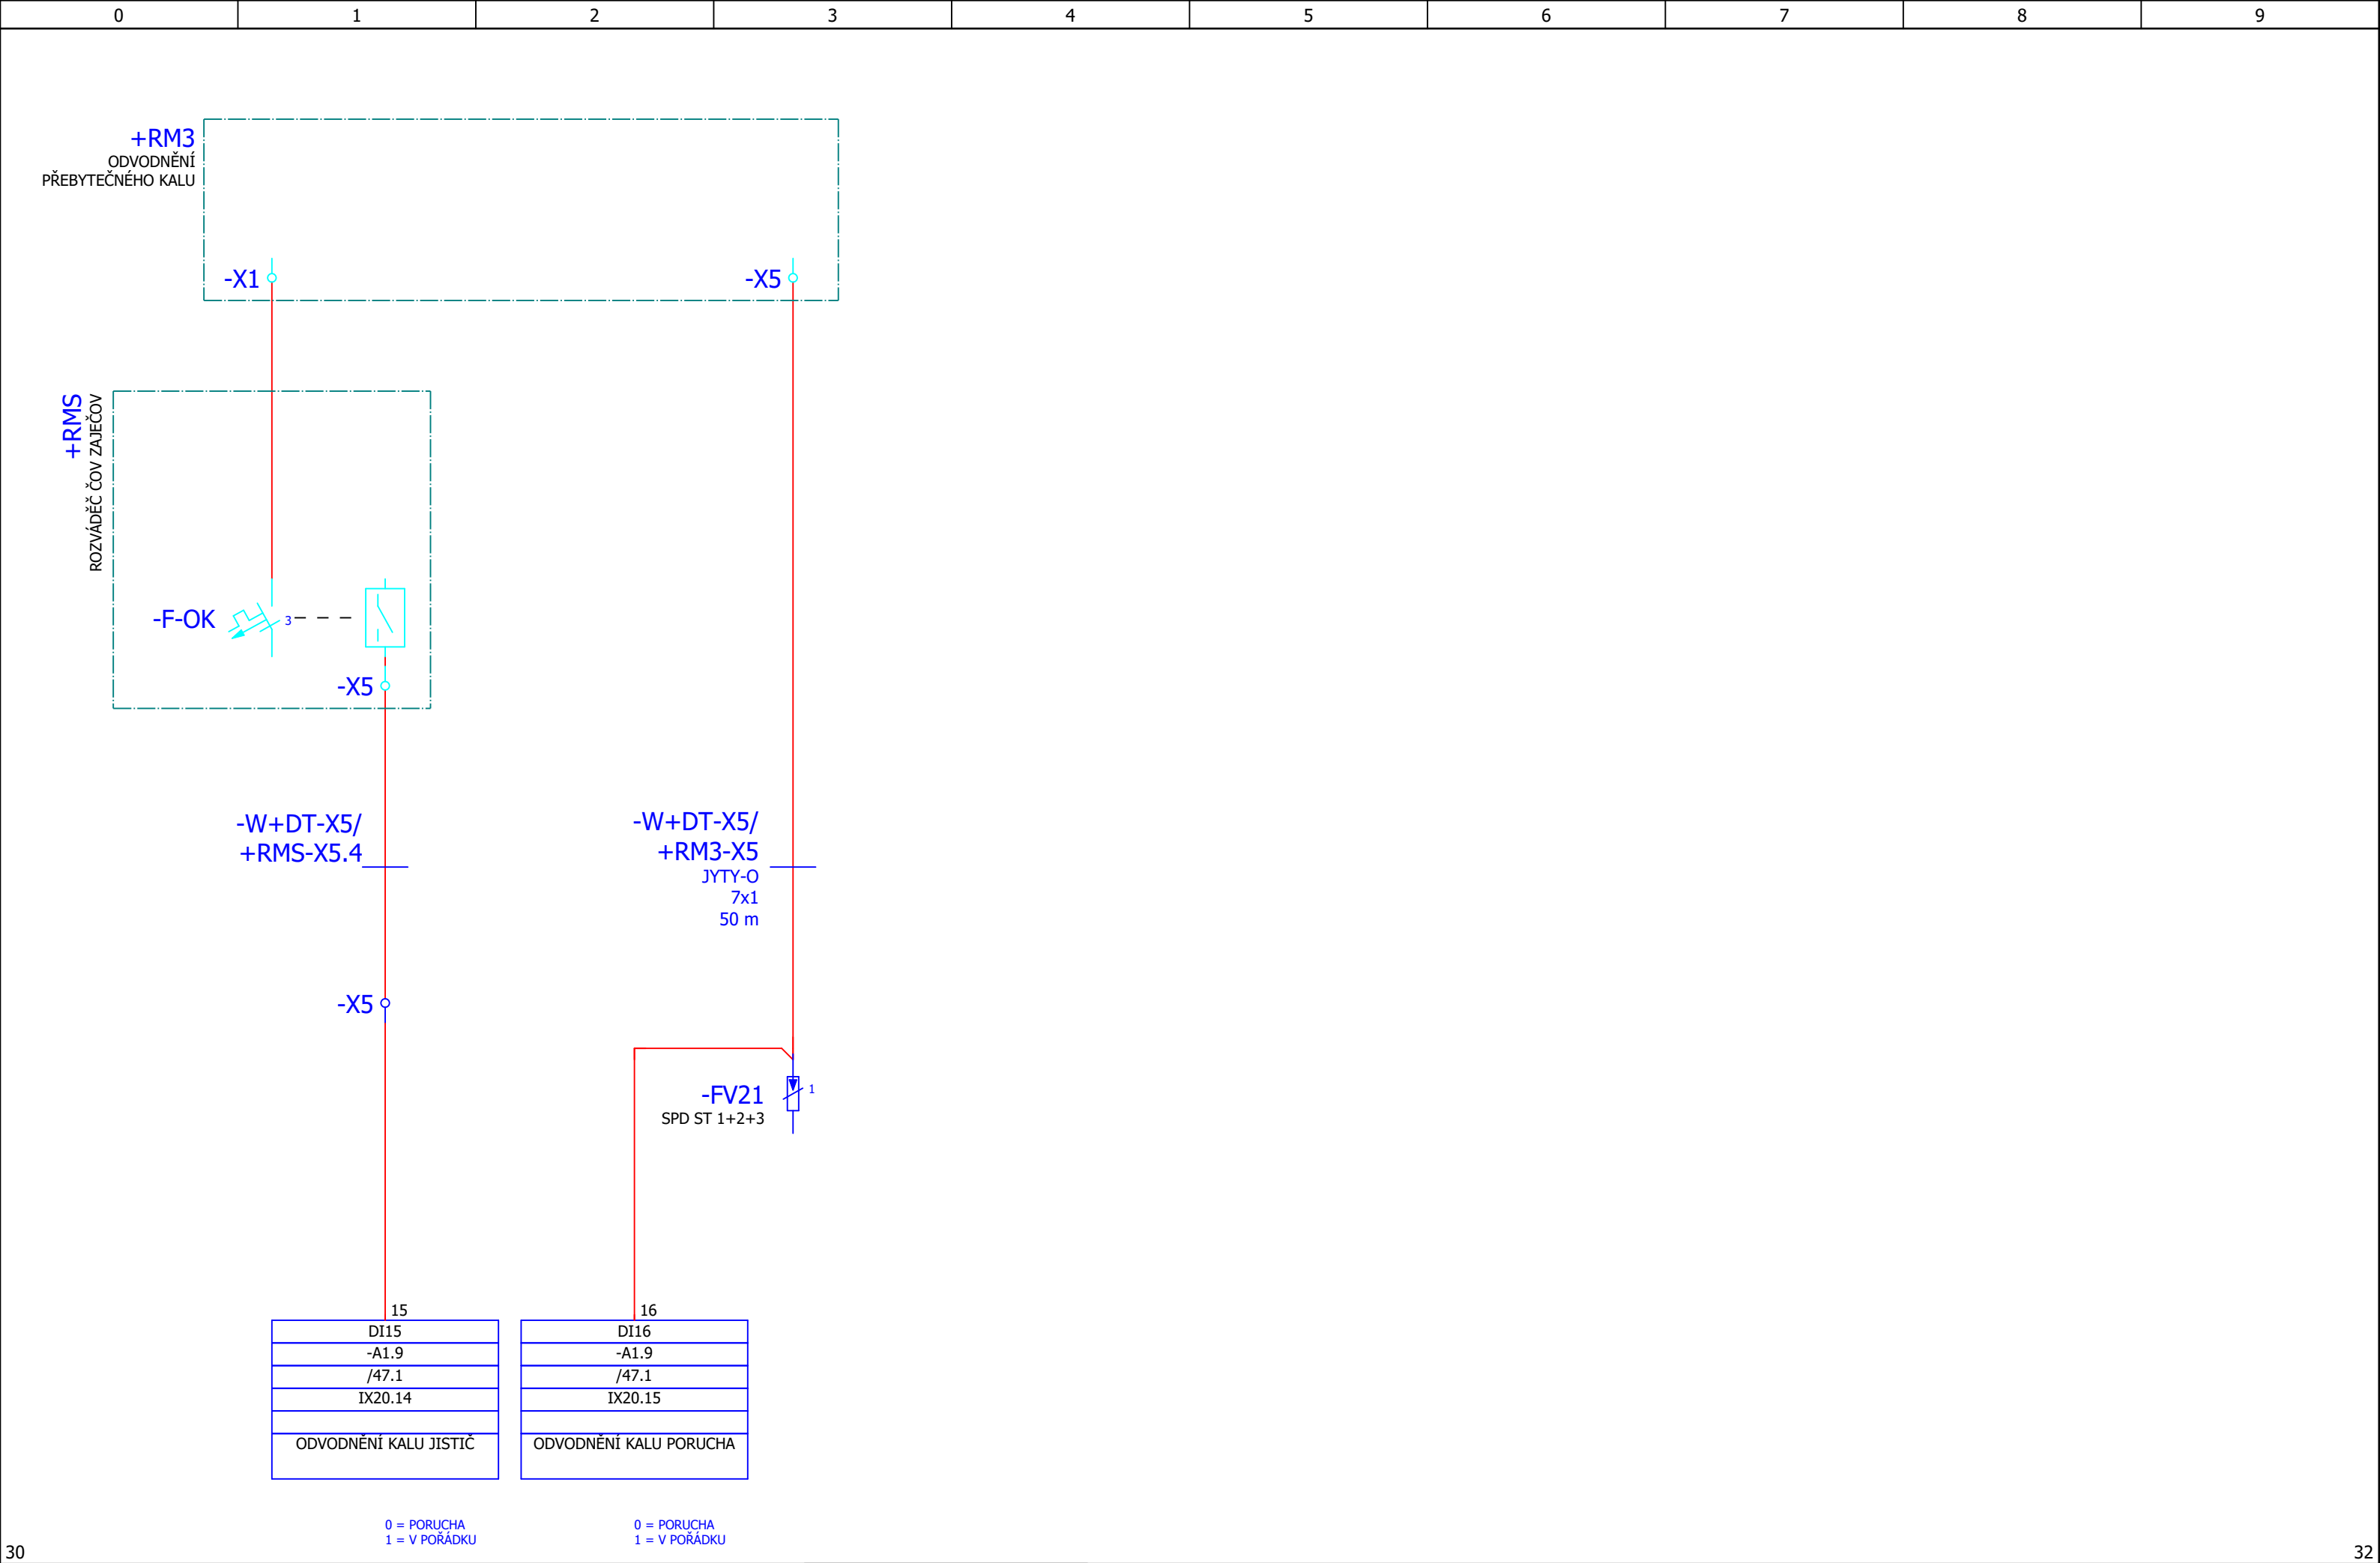 0 1 2 3 4 5 6 7 8 9
+RM3
ODVODNĚNÍ
PŘEBYTEČNÉHO KALU
-X1
-X5
+RMS
ROZVÁDĚČ ČOV ZAJEČOV
-F-OK
3
-X5
-W+DT-X5/
+RMS-X5.4
-W+DT-X5/
+RM3-X5
JYTY-O
7x1
50 m
-X5
-FV21
1
SPD ST 1+2+3
15
DI15
-A1.9
/47.1
IX20.14
ODVODNĚNÍ KALU JISTIČ
0 = PORUCHA
1 = V POŘÁDKU
16
DI16
-A1.9
/47.1
IX20.15
ODVODNĚNÍ KALU PORUCHA
0 = PORUCHA
1 = V POŘÁDKU
30
32